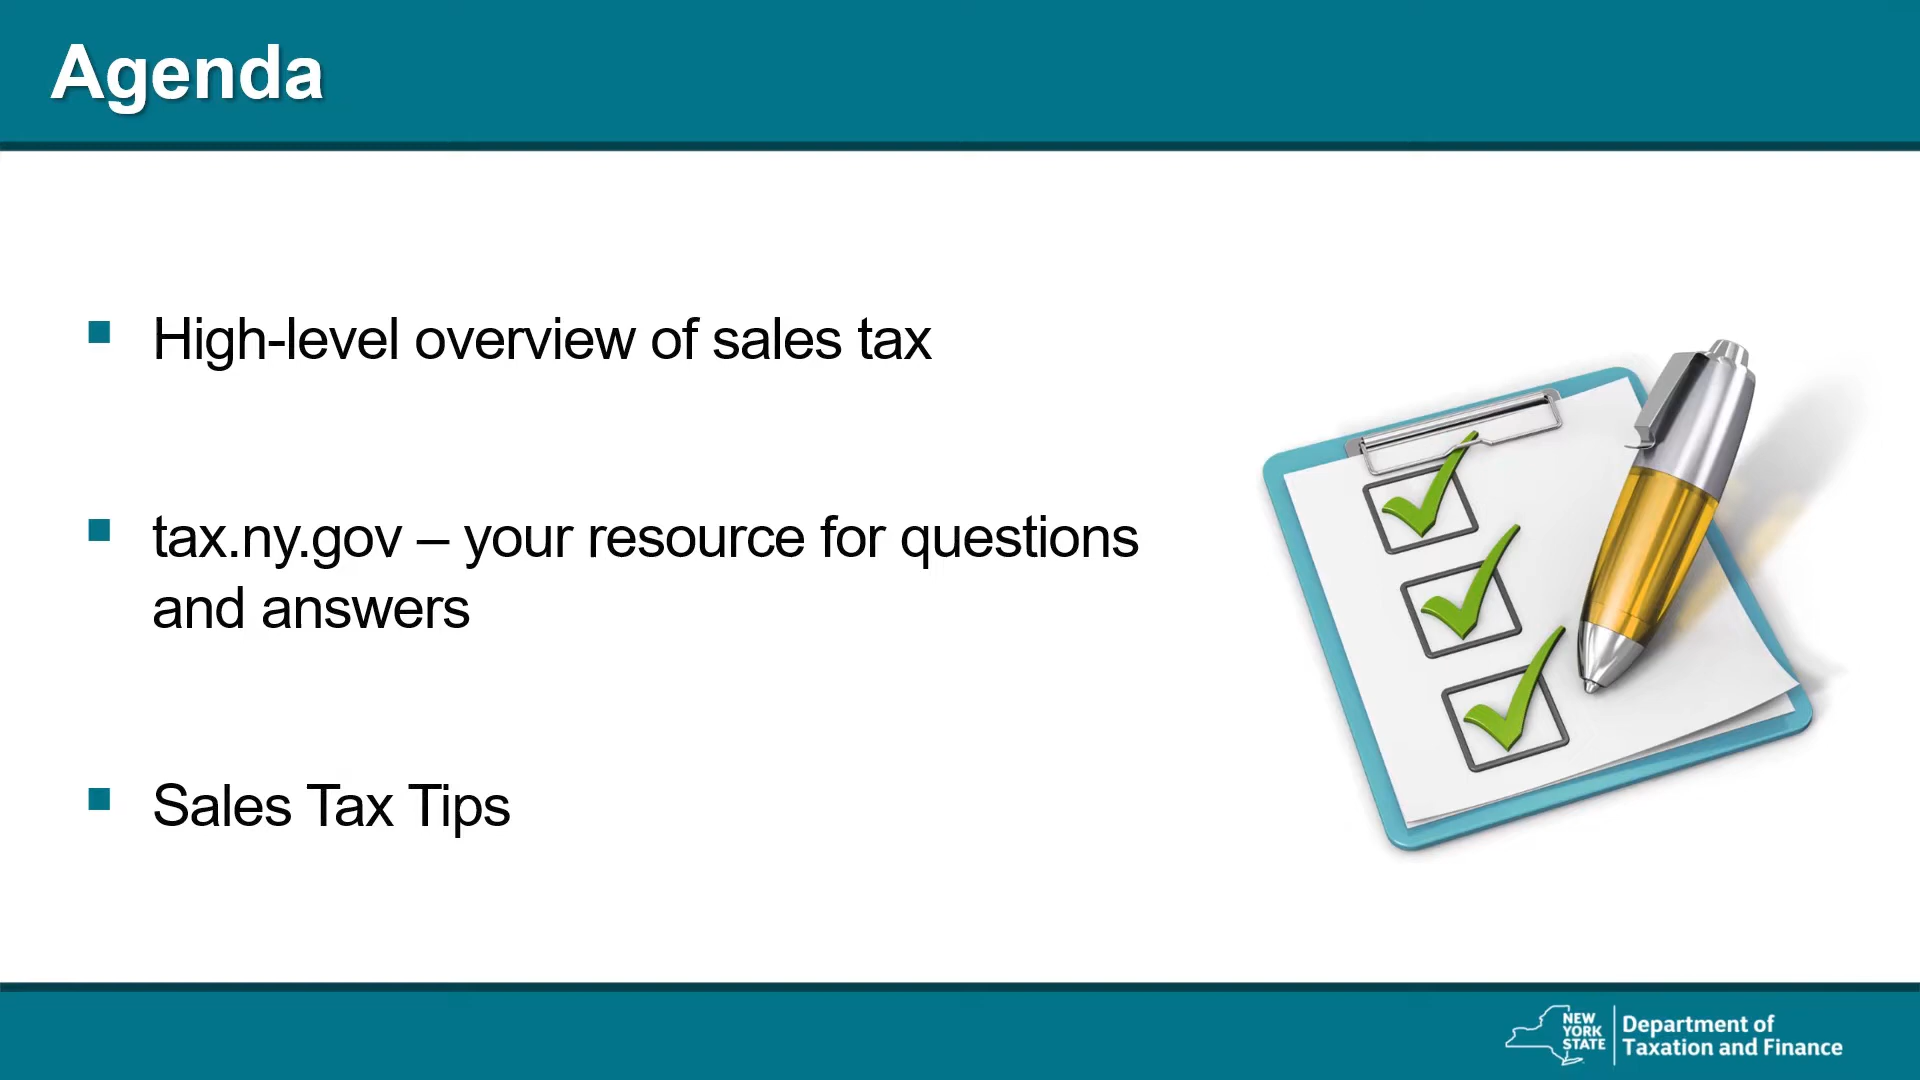 Agenda
High-level overview of sales tax
tax.ny.gov – your resource for questions
and answers
Sales Tax Tips
NEW
YORK
STATE
Department of
Taxation and Finance